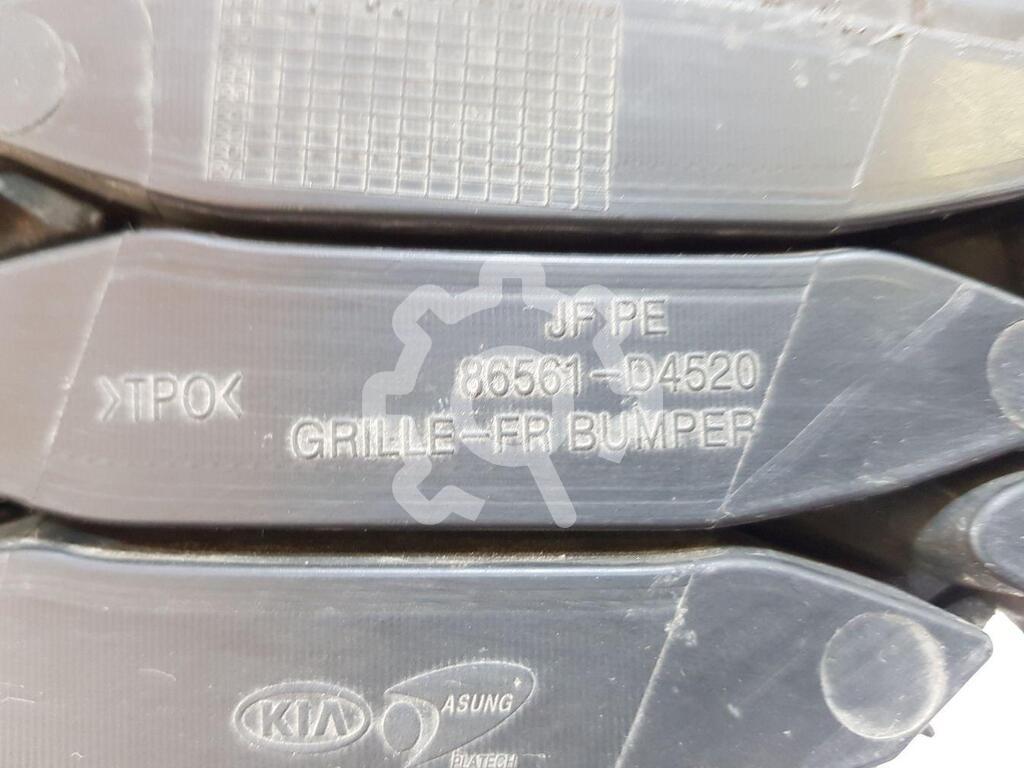 JF PE
86561-D4520
>TPO<
GRILLE-FR BUMPER
KIA
ASUNG
PLATECH